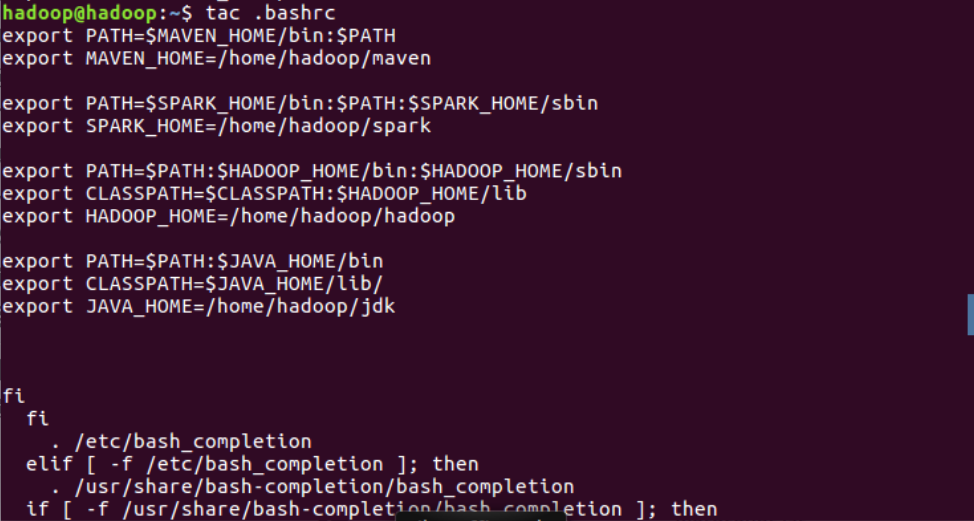 hadoop@hadoop:~$ tac .bashrc
export PATH=$MAVEN_HOME/bin:$PATH
export MAVEN_HOME=/home/hadoop/maven
export PATH=$SPARK_HOME/bin:$PATH:$SPARK_HOME/sbin
export SPARK_HOME=/home/hadoop/spark
export PATH=$PATH:$HADOOP_HOME/bin:$HADOOP_HOME/sbin
export CLASSPATH=$CLASSPATH:$HADOOP_HOME/lib
export HADOOP_HOME=/home/hadoop/hadoop
export PATH=$PATH:$JAVA_HOME/bin
export CLASSPATH=$JAVA_HOME/lib/
export JAVA_HOME=/home/hadoop/jdk
fi
  fi
    . /etc/bash_completion
  elif [ -f /etc/bash_completion ]; then
    . /usr/share/bash-completion/bash_completion
  if [ -f /usr/share/bash-completion/bash_completion ]; then